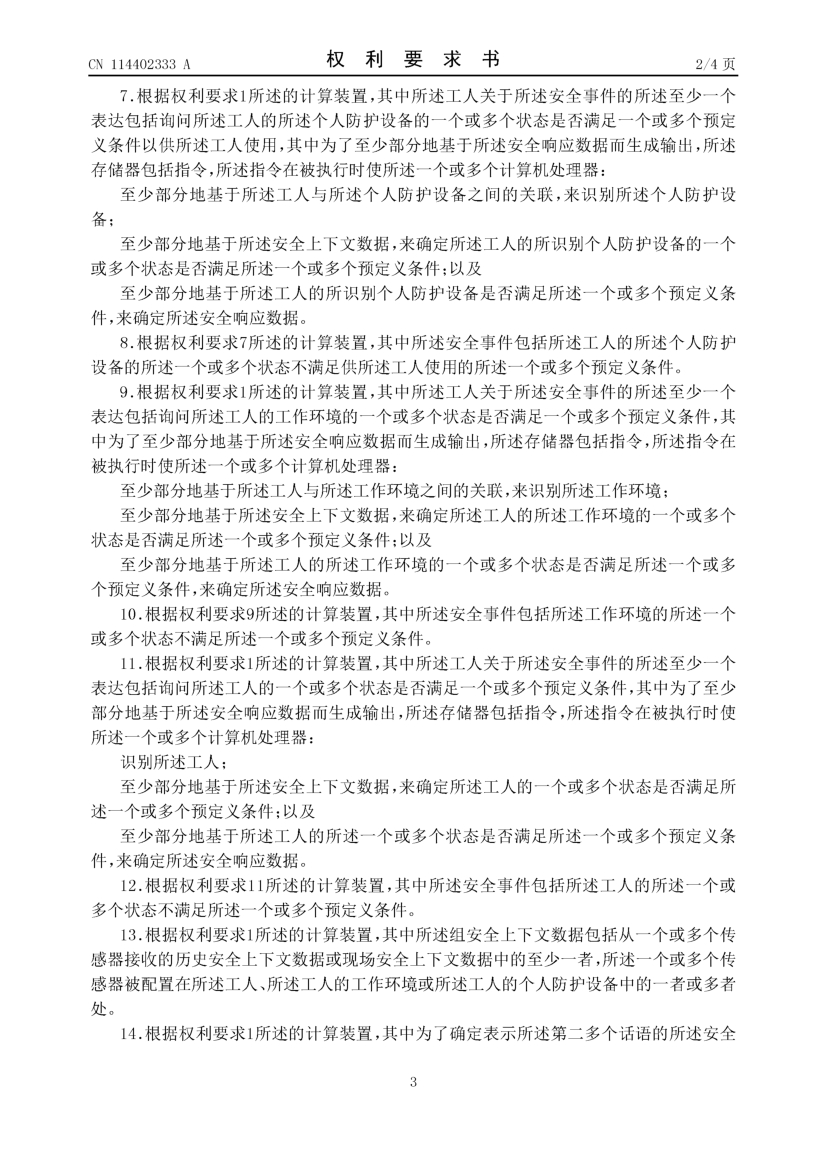 CN 114402333 A
权利要求书
2/4 页
7.根据权利要求1所述的计算装置,其中所述工人关于所述安全事件的所述至少一个
表达包括询问所述工人的所述个人防护设备的一个或多个状态是否满足一个或多个预定
义条件以供所述工人使用,其中为了至少部分地基于所述安全响应数据而生成输出,所述
存储器包括指令,所述指令在被执行时使所述一个或多个计算机处理器:
至少部分地基于所述工人与所述个人防护设备之间的关联,来识别所述个人防护设
备;
至少部分地基于所述安全上下文数据,来确定所述工人的所识别个人防护设备的一个
或多个状态是否满足所述一个或多个预定义条件;以及
至少部分地基于所述工人的所识别个人防护设备是否满足所述一个或多个预定义条
件,来确定所述安全响应数据。
8.根据权利要求7所述的计算装置,其中所述安全事件包括所述工人的所述个人防护
设备的所述一个或多个状态不满足供所述工人使用的所述一个或多个预定义条件。
9.根据权利要求1所述的计算装置,其中所述工人关于所述安全事件的所述至少一个
表达包括询问所述工人的工作环境的一个或多个状态是否满足一个或多个预定义条件,其
中为了至少部分地基于所述安全响应数据而生成输出,所述存储器包括指令,所述指令在
被执行时使所述一个或多个计算机处理器:
至少部分地基于所述工人与所述工作环境之间的关联,来识别所述工作环境;
至少部分地基于所述安全上下文数据,来确定所述工人的所述工作环境的一个或多个
状态是否满足所述一个或多个预定义条件;以及
至少部分地基于所述工人的所述工作环境的一个或多个状态是否满足所述一个或多
个预定义条件,来确定所述安全响应数据。
10.根据权利要求9所述的计算装置,其中所述安全事件包括所述工作环境的所述一个
或多个状态不满足所述一个或多个预定义条件。
11.根据权利要求1所述的计算装置,其中所述工人关于所述安全事件的所述至少一个
表达包括询问所述工人的一个或多个状态是否满足一个或多个预定义条件,其中为了至少
部分地基于所述安全响应数据而生成输出,所述存储器包括指令,所述指令在被执行时使
所述一个或多个计算机处理器:
识别所述工人;
至少部分地基于所述安全上下文数据,来确定所述工人的一个或多个状态是否满足所
述一个或多个预定义条件;以及
至少部分地基于所述工人的所述一个或多个状态是否满足所述一个或多个预定义条
件,来确定所述安全响应数据。
12.根据权利要求11所述的计算装置,其中所述安全事件包括所述工人的所述一个或
多个状态不满足所述一个或多个预定义条件。
13.根据权利要求1所述的计算装置,其中所述组安全上下文数据包括从一个或多个传
感器接收的历史安全上下文数据或现场安全上下文数据中的至少一者,所述一个或多个传
感器被配置在所述工人、所述工人的工作环境或所述工人的个人防护设备中的一者或多者
处。
14.根据权利要求1所述的计算装置,其中为了确定表示所述第二多个话语的所述安全
3